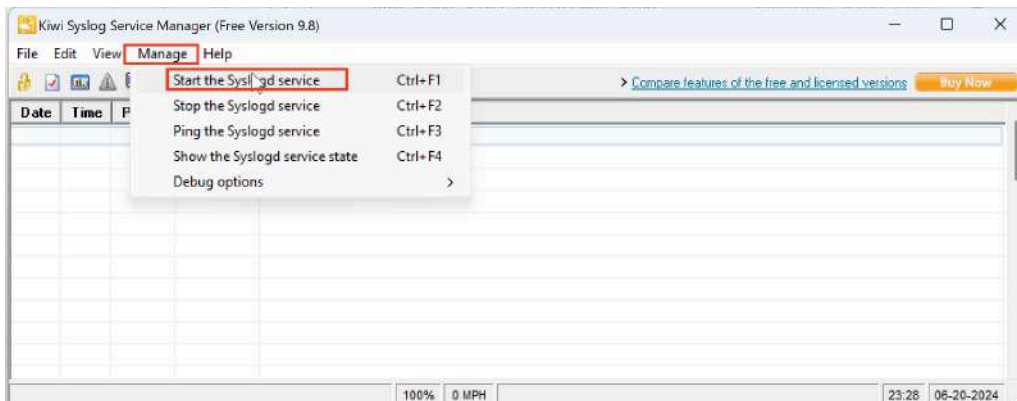 Kiwi Syslog Service Manager (Free Version 9.8)
File Edit View Manage Help
> Compare features of the free and licensed versions Buy Now
Start the Syslogd service Ctrl+F1
Stop the Syslogd service Ctrl+F2
Ping the Syslogd service Ctrl+F3
Show the Syslogd service state Ctrl+F4
Debug options >
Date Time P
100% 0 MPH 23:28 06-20-2024